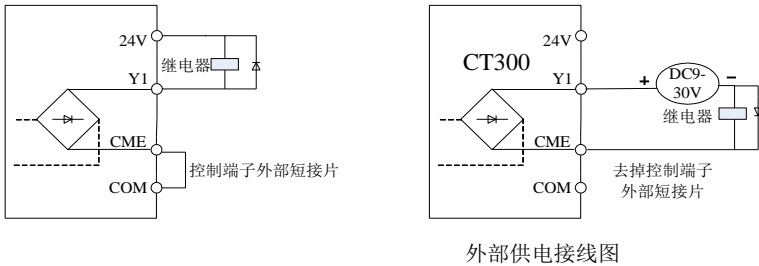 24V
继电器
Y1
CME
控制端子外部短接片
COM
24V
CT300
Y1
+
DC9-
30V
−
继电器
CME
去掉控制端子
外部短接片
COM
外部供电接线图